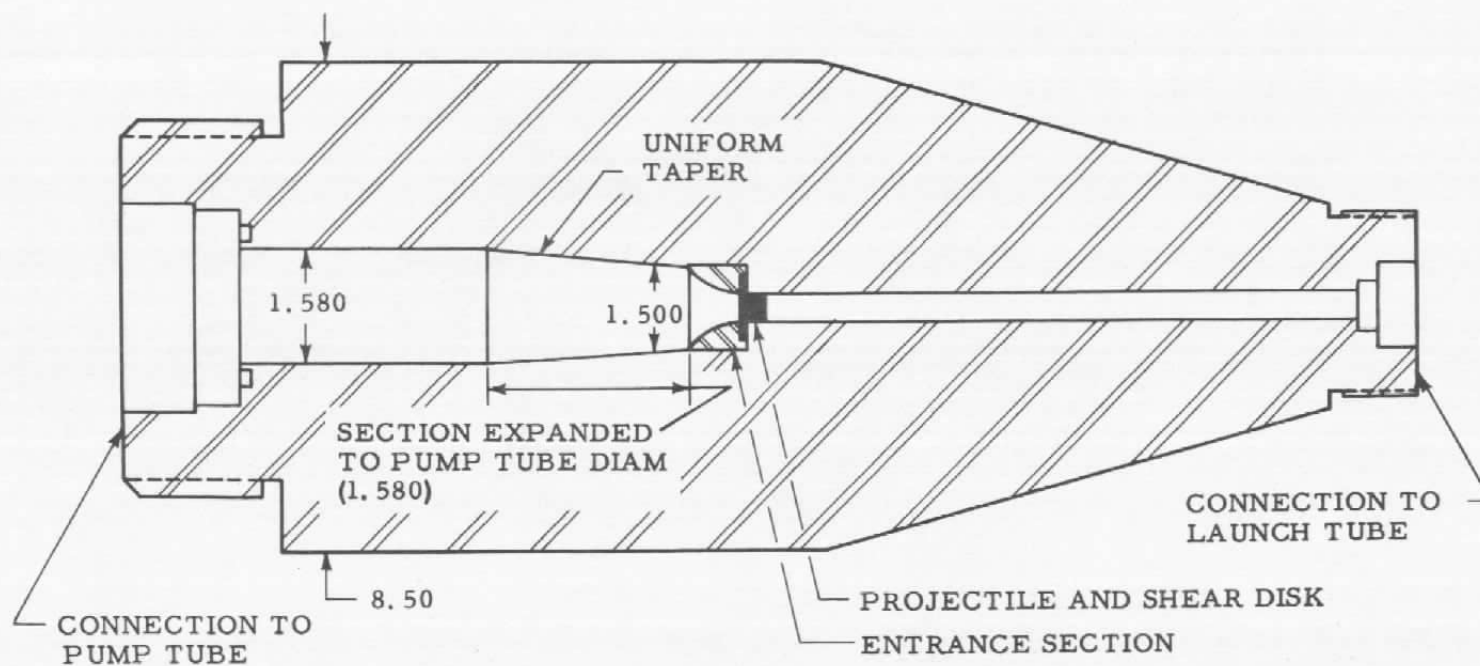 UNIFORM
TAPER
1.580
1.500
SECTION EXPANDED
TO PUMP TUBE DIAM
(1.580)
CONNECTION TO
LAUNCH TUBE
8.50
PROJECTILE AND SHEAR DISK
CONNECTION TO
PUMP TUBE
ENTRANCE SECTION